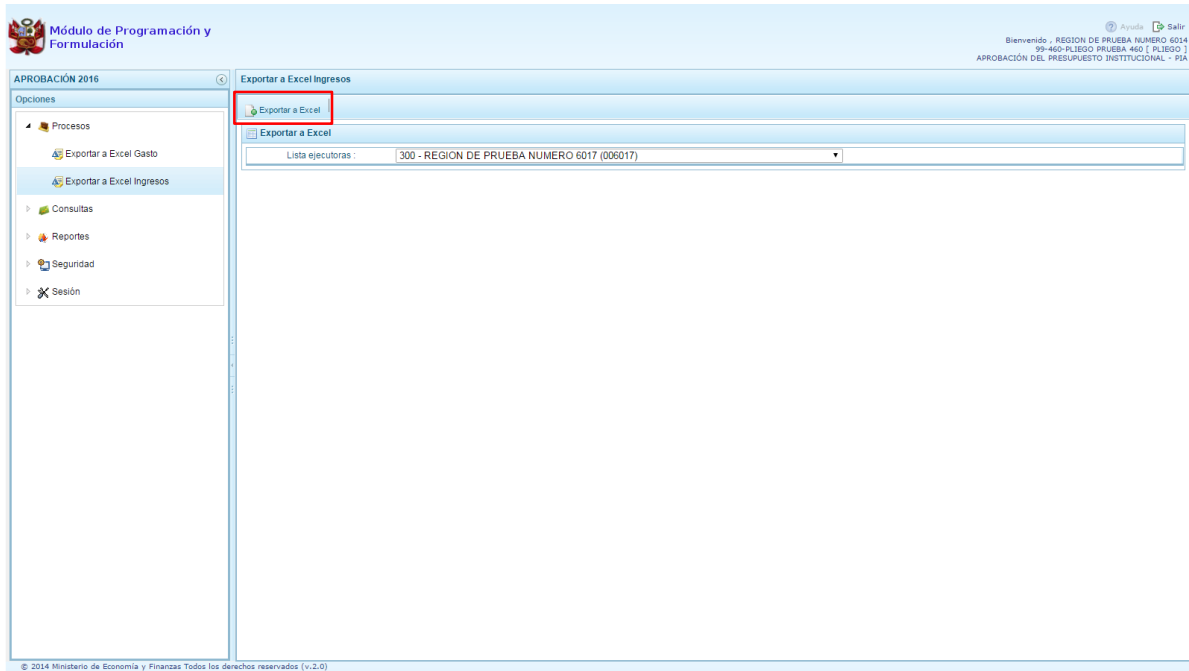 Módulo de Programación y
Formulación
Ayuda Salir
Bienvenido , REGION DE PRUEBA NUMERO 6014
99-460-PLIEGO PRUEBA 460 [ PLIEGO ]
APROBACIÓN DEL PRESUPUESTO INSTITUCIONAL - PIA
APROBACIÓN 2016
Opciones
Procesos
Exportar a Excel Gasto
Exportar a Excel Ingresos
Consultas
Reportes
Seguridad
Sesión
Exportar a Excel Ingresos
Exportar a Excel
Exportar a Excel
Lista ejecutoras : 300 - REGION DE PRUEBA NUMERO 6017 (006017)
© 2014 Ministerio de Economía y Finanzas Todos los derechos reservados (v.2.0)